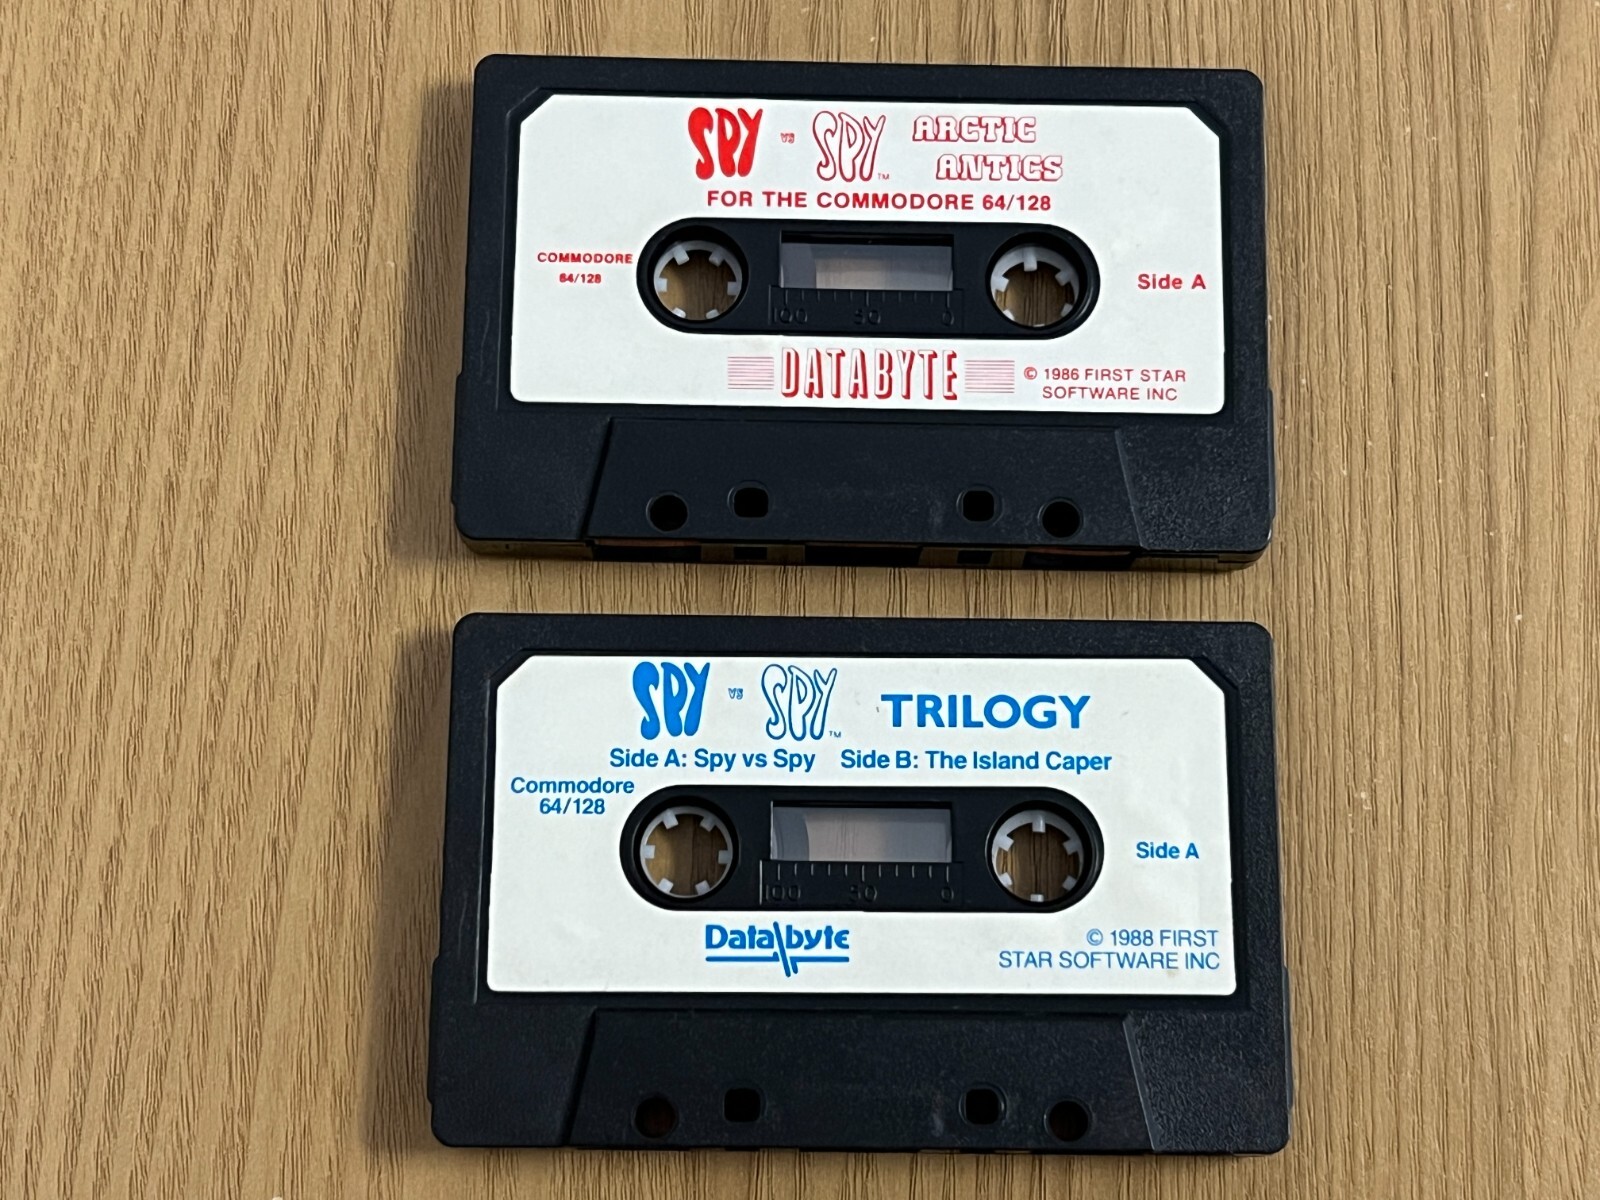 SPY vs SPY™ ARCTIC
ANTICS
FOR THE COMMODORE 64/128
COMMODORE
64/128
Side A
100 50 0
DATABYTE
© 1986 FIRST STAR
SOFTWARE INC
SPY vs SPY™ TRILOGY
Side A: Spy vs Spy Side B: The Island Caper
Commodore
64/128
Side A
100 50 0
Databyte
© 1988 FIRST
STAR SOFTWARE INC